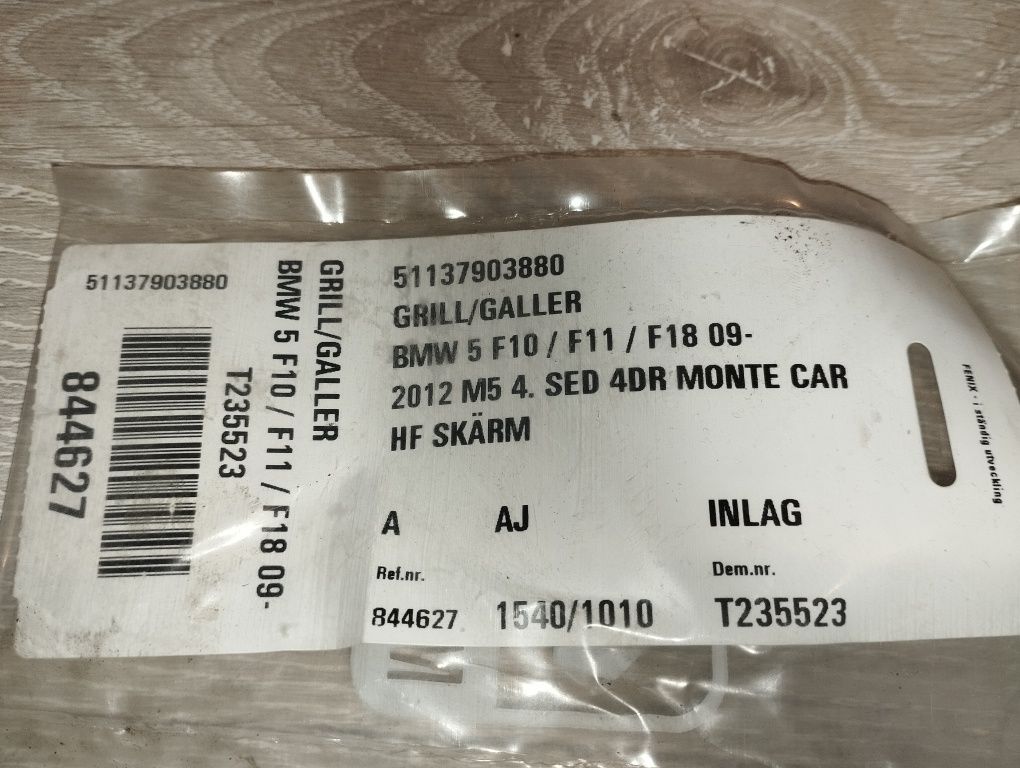 51137903880
GRILL/GALLER
BMW 5 F10 / F11 / F18 09-
T235523
844627
51137903880
GRILL/GALLER
BMW 5 F10 / F11 / F18 09-
2012 M5 4. SED 4DR MONTE CAR
HF SKÄRM
A AJ INLAG
Ref.nr. Dem.nr.
844627 1540/1010 T235523
FENIX - i ständig utveckling